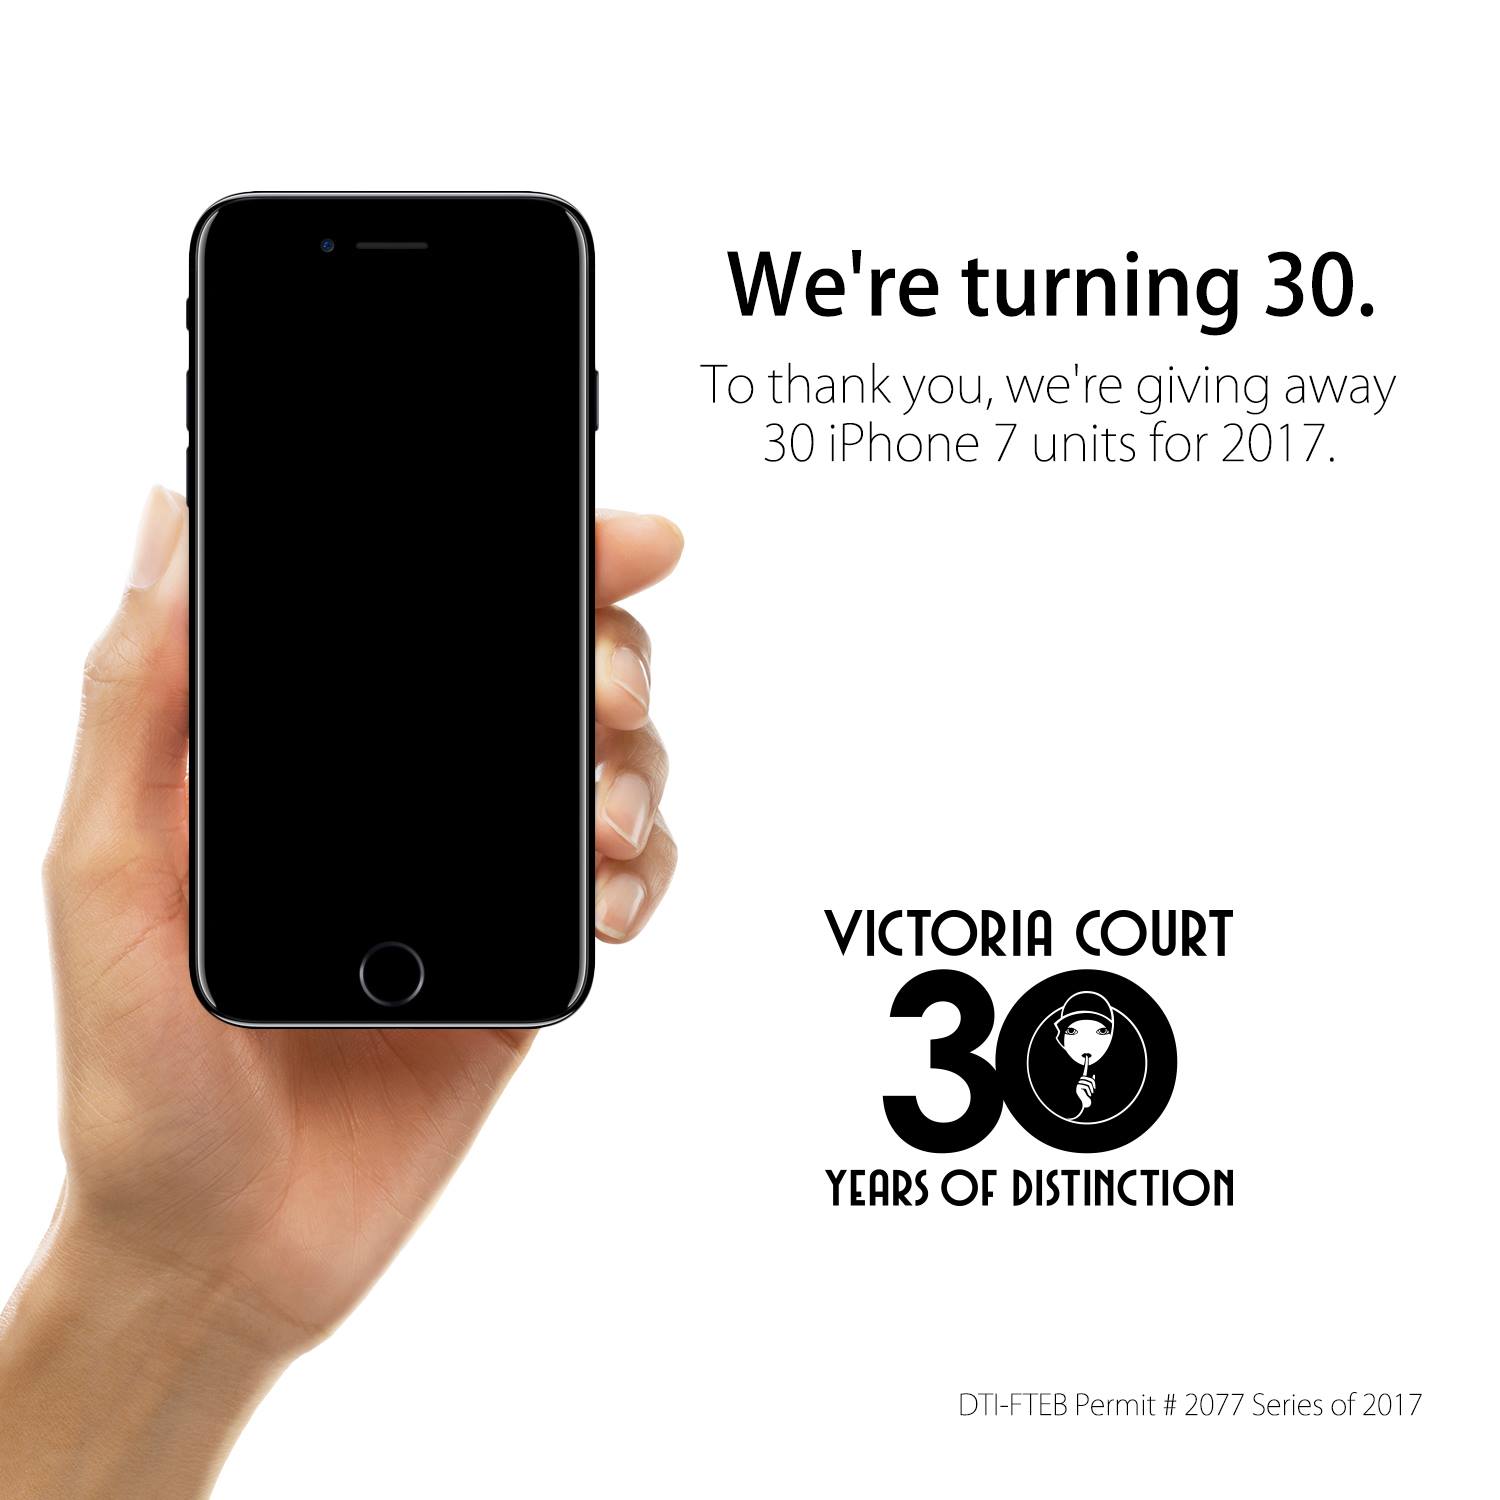 We're turning 30.
To thank you, we're giving away
30 iPhone 7 units for 2017.
VICTORIA COURT
30
YEARS OF DISTINCTION
DTI-FTEB Permit # 2077 Series of 2017